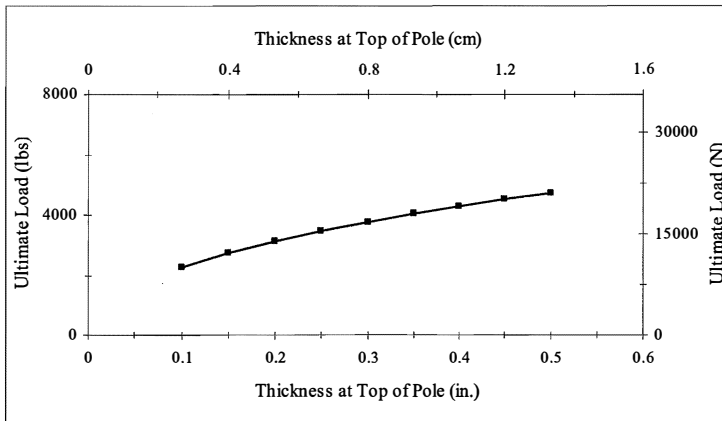 Thickness at Top of Pole (cm)
0 0.4 0.8 1.2 1.6
8000
4000
0
Ultimate Load (lbs)
30000
15000
0
Ultimate Load (N)
0 0.1 0.2 0.3 0.4 0.5 0.6
Thickness at Top of Pole (in.)